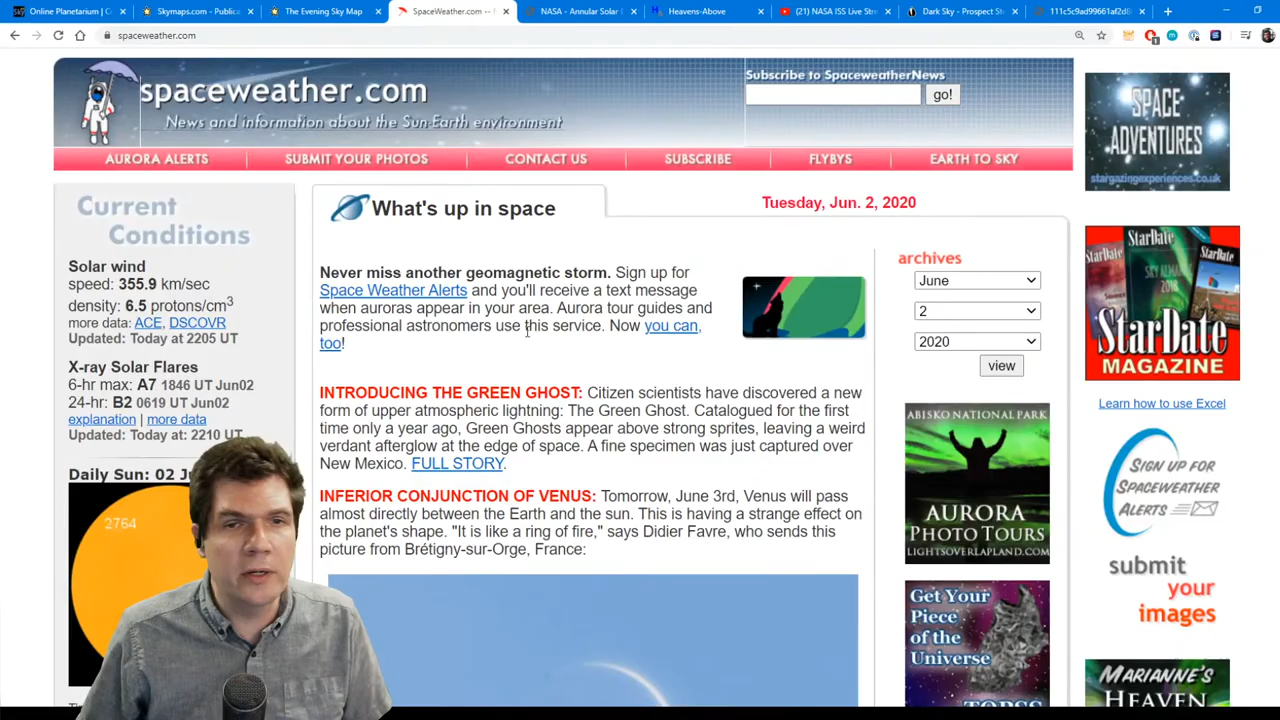 Online Planetarium | C
Skymaps.com - Public
The Evening Sky Map
SpaceWeather.com -- N
NASA - Annular Solar E
Heavens-Above
(21) NASA ISS Live Stre
Dark Sky - Prospect St
111c5c9ad99661af2d8
spaceweather.com
spaceweather.com
News and information about the Sun-Earth environment
Subscribe to SpaceweatherNews
go!
AURORA ALERTS
SUBMIT YOUR PHOTOS
CONTACT US
SUBSCRIBE
FLYBYS
EARTH TO SKY
Current
Conditions
Solar wind
speed: 355.9 km/sec
density: 6.5 protons/cm3
more data: ACE, DSCOVR
Updated: Today at 2205 UT
X-ray Solar Flares
6-hr max: A7 1846 UT Jun02
24-hr: B2 0619 UT Jun02
explanation | more data
Updated: Today at: 2210 UT
Daily Sun: 02 Ju
2764
What's up in space
Tuesday, Jun. 2, 2020
Never miss another geomagnetic storm. Sign up for
Space Weather Alerts and you'll receive a text message
when auroras appear in your area. Aurora tour guides and
professional astronomers use this service. Now you can,
too!
INTRODUCING THE GREEN GHOST: Citizen scientists have discovered a new
form of upper atmospheric lightning: The Green Ghost. Catalogued for the first
time only a year ago, Green Ghosts appear above strong sprites, leaving a weird
verdant afterglow at the edge of space. A fine specimen was just captured over
New Mexico. FULL STORY.
INFERIOR CONJUNCTION OF VENUS: Tomorrow, June 3rd, Venus will pass
almost directly between the Earth and the sun. This is having a strange effect on
the planet's shape. "It is like a ring of fire," says Didier Favre, who sends this
picture from Brétigny-sur-Orge, France:
archives
June
2
2020
view
ABISKO NATIONAL PARK
AURORA
PHOTO TOURS
LIGHTSOVERLAPLAND.COM
Get Your
Piece of
the
Universe
SPACE
ADVENTURES
stargazingexperiences.co.uk
StarDate
SKY ALMANAC
2018
StarDate
MAGAZINE
Learn how to use Excel
SIGN UP FOR
SPACEWEATHER
ALERTS
submit
your
images
MARIANNE'S
HEAVEN